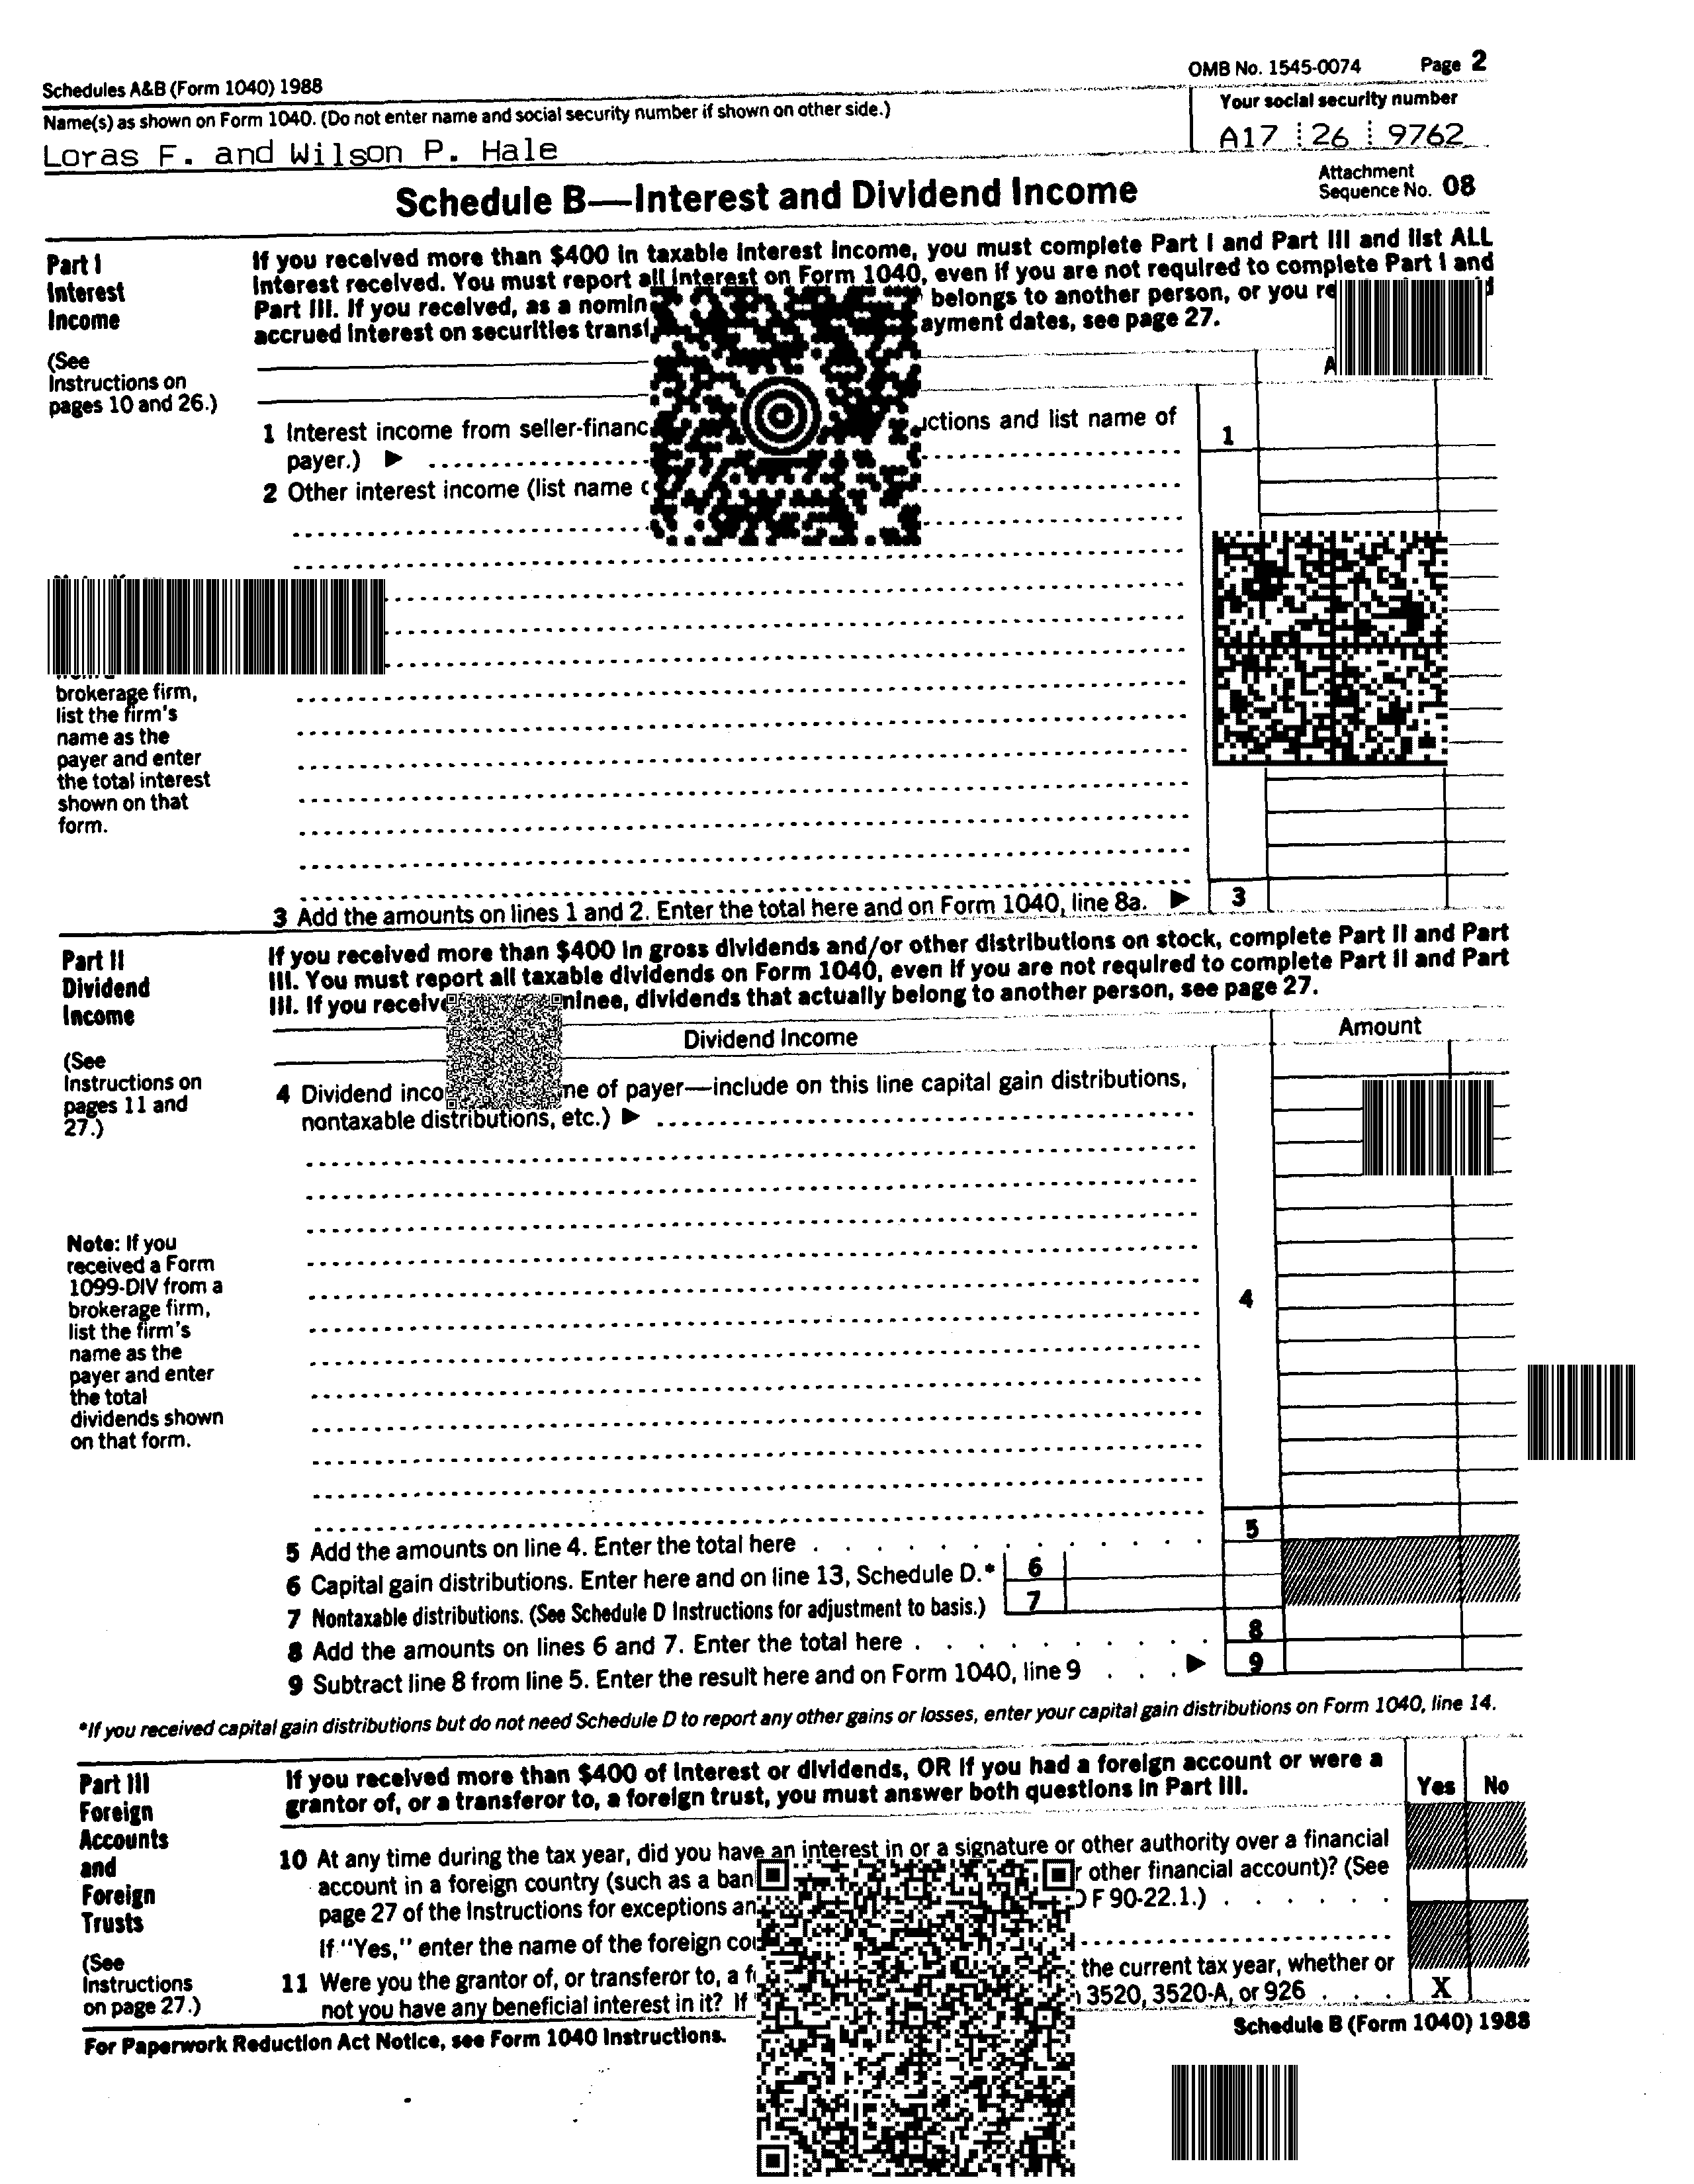 Schedules A&B (Form 1040) 1988
OMB No. 1545-0074 Page 2
Name(s) as shown on Form 1040. (Do not enter name and social security number if shown on other side.)
Your social security number
Loras F. and Wilson P. Hale
A17 26 9762
Schedule B—Interest and Dividend Income
Attachment
Sequence No. 08
Part I
Interest
Income
(See
Instructions on
pages 10 and 26.)
If you received more than $400 in taxable interest income, you must complete Part I and Part III and list ALL
interest received. You must report all interest on Form 1040, even if you are not required to complete Part I and
Part III. If you received, as a belongs to another person, or you
accrued interest on securities ayment dates, see page 27.
1 Interest income from and list name of
payer.) ▶
1
2 Other interest income (list name
brokerage firm,
list the firm's
name as the
payer and enter
the total interest
shown on that
form.
3 Add the amounts on lines 1 and 2. Enter the total here and on Form 1040, line 8a. ▶ 3
Part II
Dividend
Income
(See
Instructions on
pages 11 and
27.)
If you received more than $400 in gross dividends and/or other distributions on stock, complete Part II and Part
III. You must report all taxable dividends on Form 1040, even if you are not required to complete Part II and Part
III. If you dividends that actually belong to another person, see page 27.
Dividend Income
Amount
4 Dividend of payer—include on this line capital gain distributions,
nontaxable distributions, etc.) ▶
Note: If you
received a Form
1099-DIV from a
brokerage firm,
list the firm's
name as the
payer and enter
the total
dividends shown
on that form.
4
5 Add the amounts on line 4. Enter the total here 5
6 Capital gain distributions. Enter here and on line 13, Schedule D.* 6
7 Nontaxable distributions. (See Schedule D Instructions for adjustment to basis.) 7
8 Add the amounts on lines 6 and 7. Enter the total here 8
9 Subtract line 8 from line 5. Enter the result here and on Form 1040, line 9 ▶ 9
*If you received capital gain distributions but do not need Schedule D to report any other gains or losses, enter your capital gain distributions on Form 1040, line 14.
Part III
Foreign
Accounts
and
Foreign
Trusts
(See
Instructions
on page 27.)
If you received more than $400 of interest or dividends, OR if you had a foreign account or were a
grantor of, or a transferor to, a foreign trust, you must answer both questions in Part III.
Yes No
10 At any time during the tax year, did you have an interest in or a signature or other authority over a financial
account in a foreign country (such as a other financial account)? (See
page 27 of the Instructions for exceptions F 90-22.1.)
If "Yes," enter the name of the foreign
11 Were you the grantor of, or transferor to, a the current tax year, whether or
not you have any beneficial interest in it? If 3520, 3520-A, or 926 X
For Paperwork Reduction Act Notice, see Form 1040 Instructions.
Schedule B (Form 1040) 1988